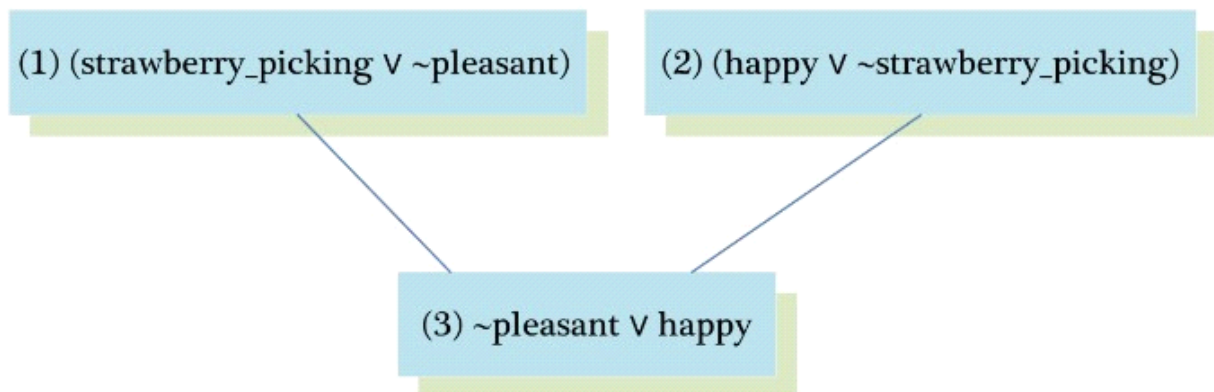 (1) (strawberry_picking ∨ ~pleasant)
(2) (happy ∨ ~strawberry_picking)
(3) ~pleasant ∨ happy